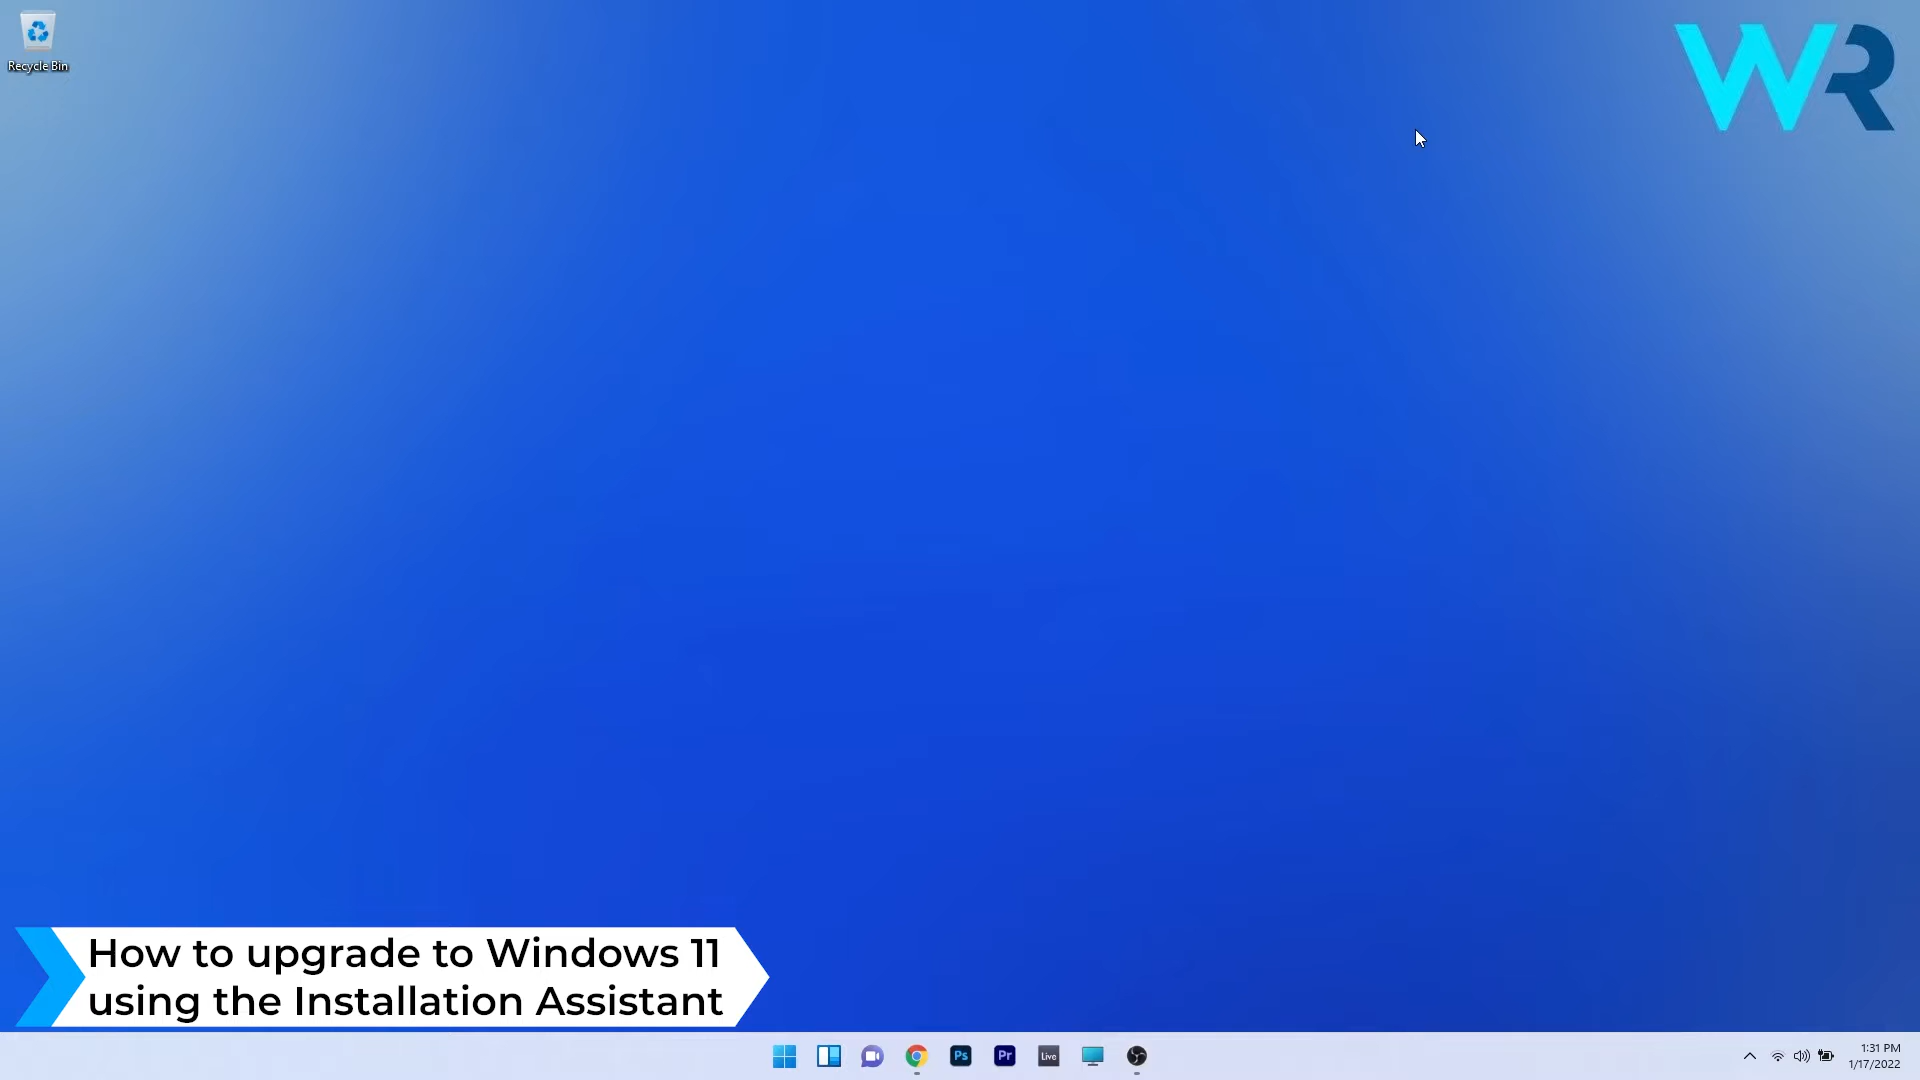 Recycle Bin
WR
How to upgrade to Windows 11
using the Installation Assistant
Ps
Pr
Live
1:31 PM
1/17/2022